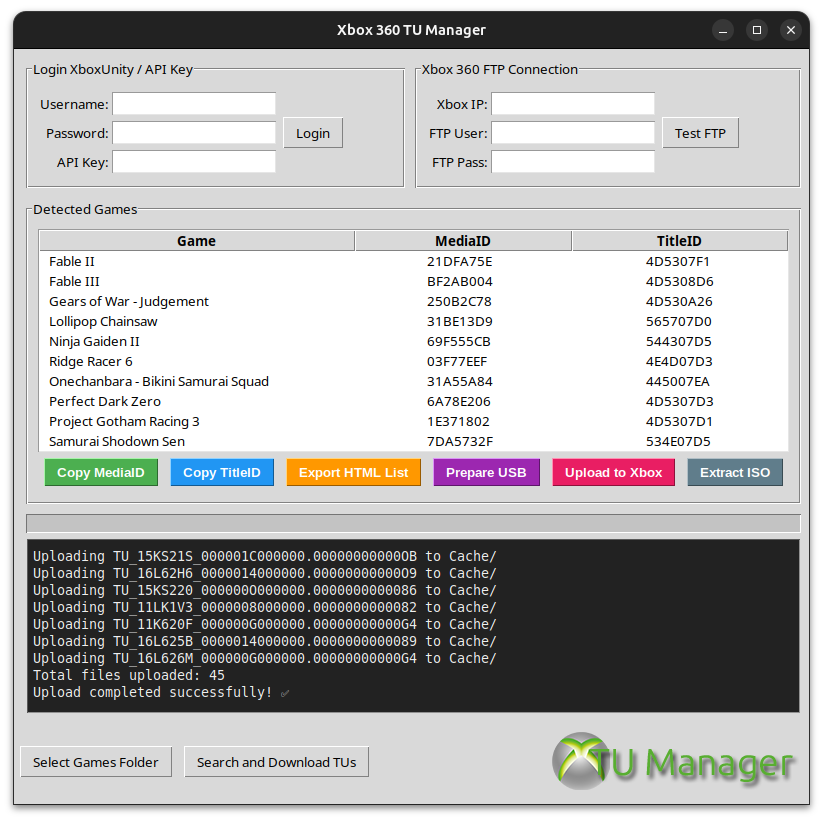 Xbox 360 TU Manager
Login XboxUnity / API Key
Username:
Password:
Login
API Key:
Xbox 360 FTP Connection
Xbox IP:
FTP User:
Test FTP
FTP Pass:
Detected Games
Game MediaID TitleID
Fable II 21DFA75E 4D5307F1
Fable III BF2AB004 4D5308D6
Gears of War - Judgement 250B2C78 4D530A26
Lollipop Chainsaw 31BE13D9 565707D0
Ninja Gaiden II 69F555CB 544307D5
Ridge Racer 6 03F77EEF 4E4D07D3
Onechanbara - Bikini Samurai Squad 31A55A84 445007EA
Perfect Dark Zero 6A78E206 4D5307D3
Project Gotham Racing 3 1E371802 4D5307D1
Samurai Shodown Sen 7DA5732F 534E07D5
Copy MediaID Copy TitleID Export HTML List Prepare USB Upload to Xbox Extract ISO
Uploading TU_15KS21S_000001C000000.00000000000OB to Cache/
Uploading TU_16L62H6_0000014000000.00000000000O9 to Cache/
Uploading TU_15KS220_000000O000000.0000000000086 to Cache/
Uploading TU_11LK1V3_0000008000000.0000000000082 to Cache/
Uploading TU_11K620F_000000G000000.00000000000G4 to Cache/
Uploading TU_16L625B_0000014000000.0000000000089 to Cache/
Uploading TU_16L626M_000000G000000.00000000000G4 to Cache/
Total files uploaded: 45
Upload completed successfully! ✅
Select Games Folder Search and Download TUs
TU Manager